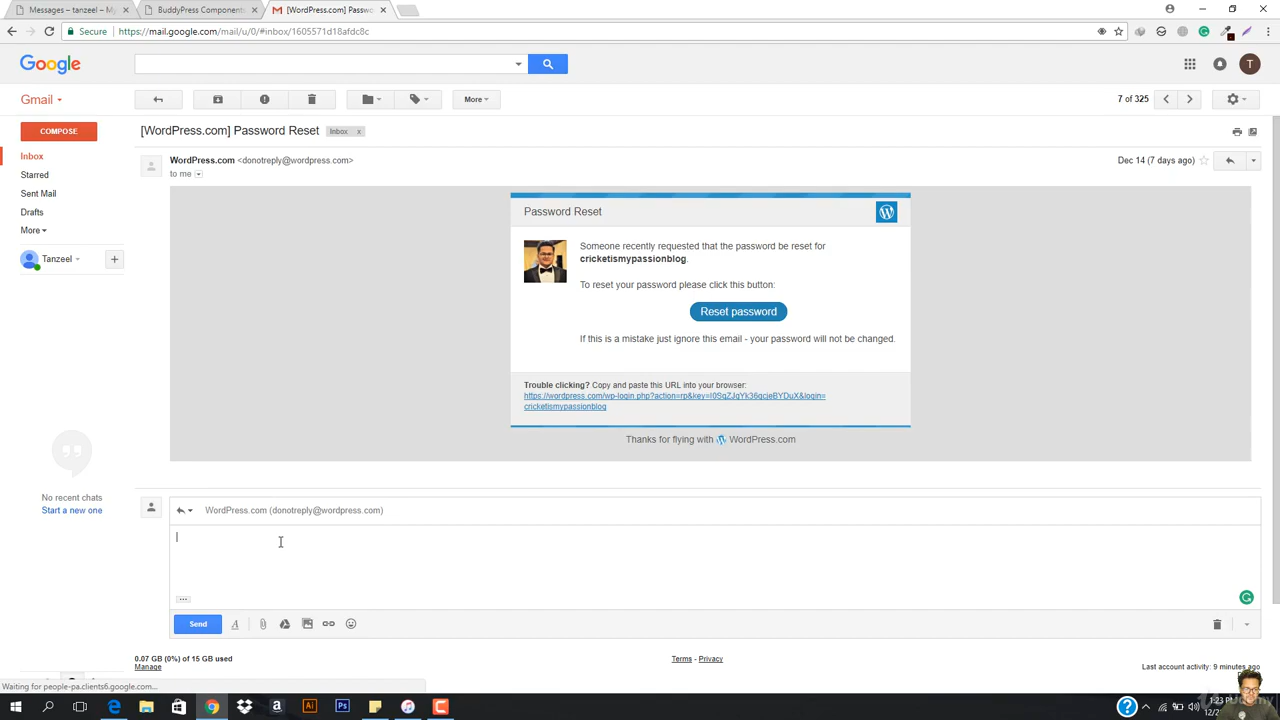 Messages – tanzeel – My
BuddyPress Component
[WordPress.com] Passwo
Secure
https://mail.google.com/mail/u/0/#inbox/1605571d18afdc8c
Google
Gmail
More
7 of 325
COMPOSE
[WordPress.com] Password Reset
Inbox x
Inbox
WordPress.com <donotreply@wordpress.com>
Dec 14 (7 days ago)
to me
Starred
Sent Mail
Drafts
More
Tanzeel
Password Reset
Someone recently requested that the password be reset for
cricketismypassionblog.
To reset your password please click this button:
Reset password
If this is a mistake just ignore this email - your password will not be changed.
Trouble clicking? Copy and paste this URL into your browser:
cricketismypassionblog
Thanks for flying with WordPress.com
No recent chats
Start a new one
WordPress.com (donotreply@wordpress.com)
Send
0.07 GB (0%) of 15 GB used
Manage
Terms - Privacy
Last account activity: 9 minutes ago
Waiting for people-pa.clients6.google.com...
1:23 PM